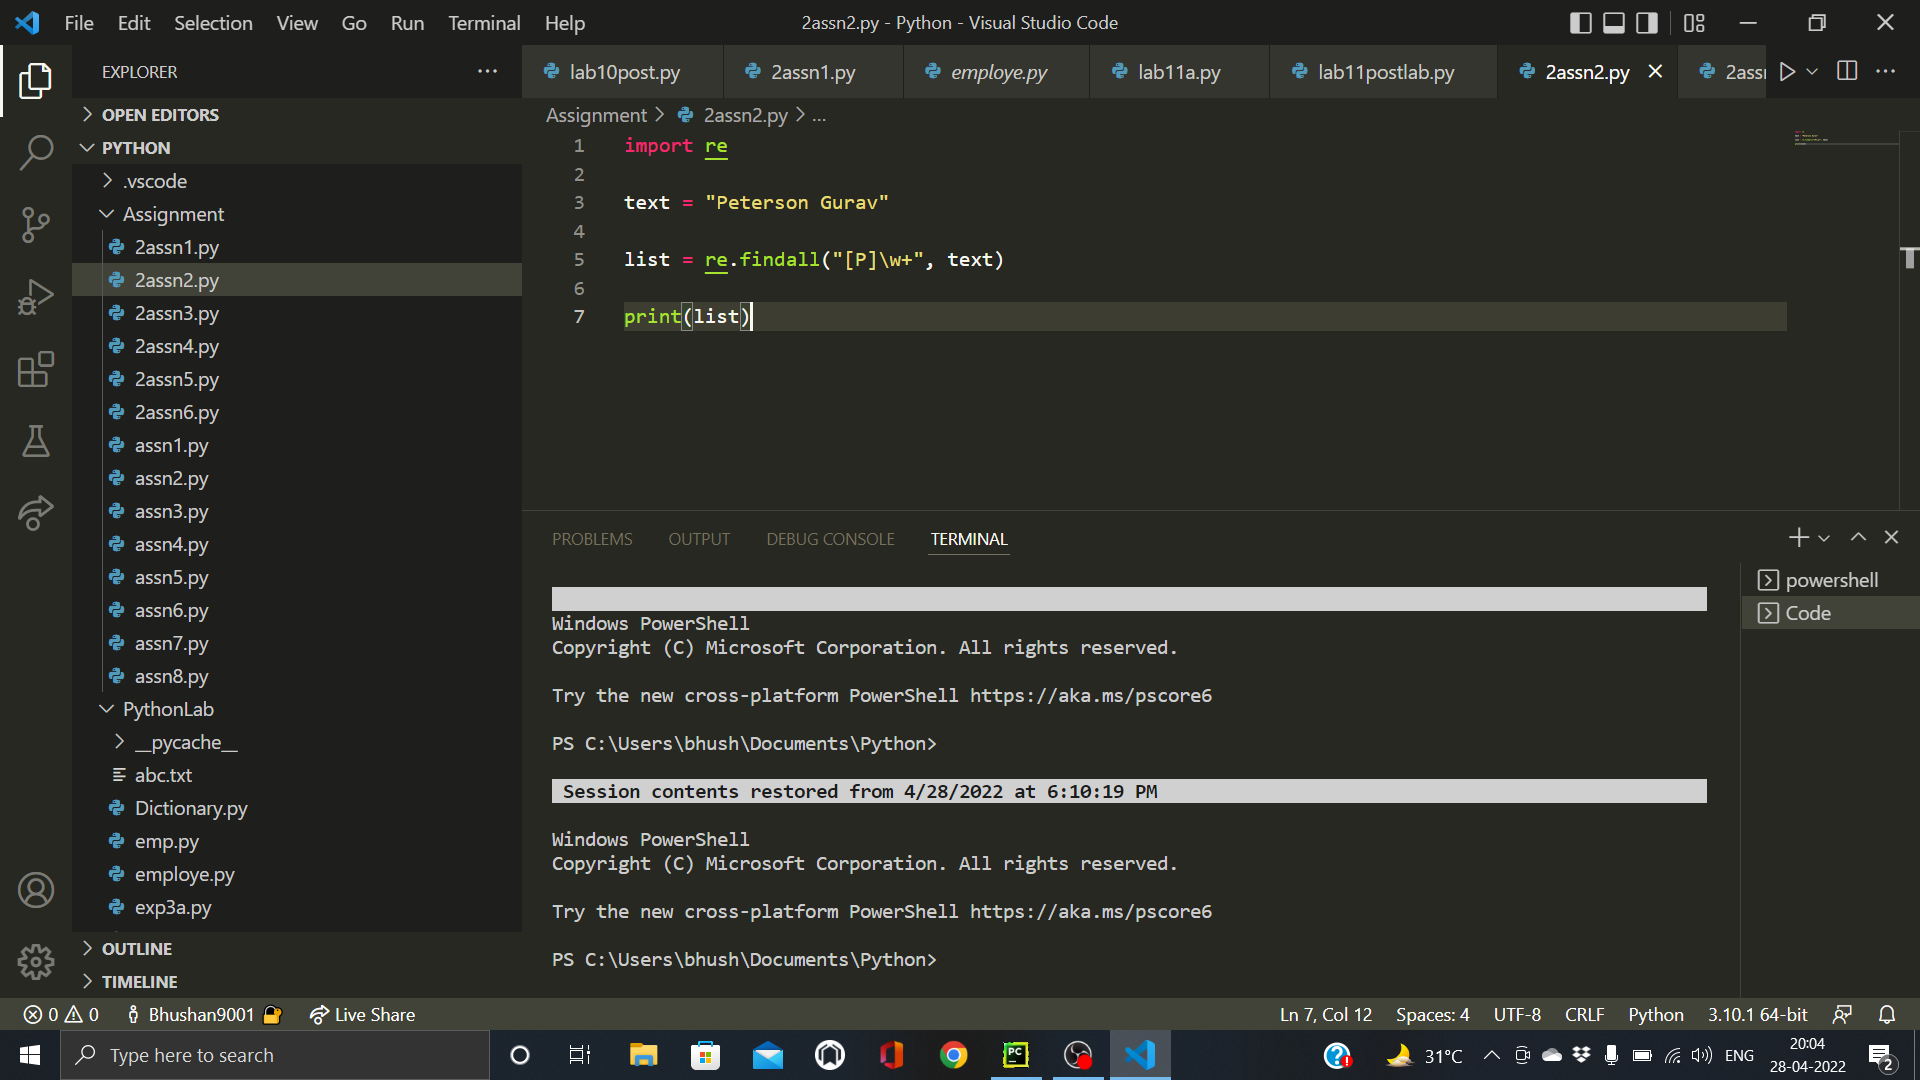 File Edit Selection View Go Run Terminal Help
2assn2.py - Python - Visual Studio Code
EXPLORER
OPEN EDITORS
PYTHON
.vscode
Assignment
2assn1.py
2assn2.py
2assn3.py
2assn4.py
2assn5.py
2assn6.py
assn1.py
assn2.py
assn3.py
assn4.py
assn5.py
assn6.py
assn7.py
assn8.py
PythonLab
__pycache__
abc.txt
Dictionary.py
emp.py
employe.py
exp3a.py
OUTLINE
TIMELINE
lab10post.py 2assn1.py employe.py lab11a.py lab11postlab.py 2assn2.py 2assi
Assignment > 2assn2.py > ...
1 import re
2
3 text = "Peterson Gurav"
4
5 list = re.findall("[P]\w+", text)
6
7 print(list)
PROBLEMS OUTPUT DEBUG CONSOLE TERMINAL
Windows PowerShell
Copyright (C) Microsoft Corporation. All rights reserved.
Try the new cross-platform PowerShell https://aka.ms/pscore6
PS C:\Users\bhush\Documents\Python>
Session contents restored from 4/28/2022 at 6:10:19 PM
Windows PowerShell
Copyright (C) Microsoft Corporation. All rights reserved.
Try the new cross-platform PowerShell https://aka.ms/pscore6
PS C:\Users\bhush\Documents\Python>
powershell
Code
0 0 Bhushan9001 Live Share
Ln 7, Col 12 Spaces: 4 UTF-8 CRLF Python 3.10.1 64-bit
Type here to search
PC
31°C ENG
20:04
28-04-2022
2